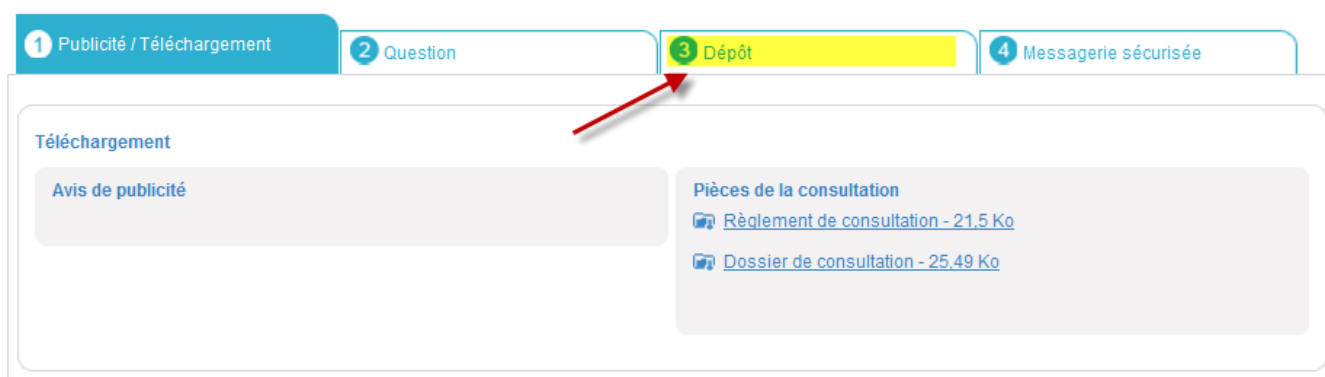 1 Publicité / Téléchargement
2 Question
3 Dépôt
4 Messagerie sécurisée
Téléchargement
Avis de publicité
Pièces de la consultation
Règlement de consultation - 21,5 Ko
Dossier de consultation - 25,49 Ko